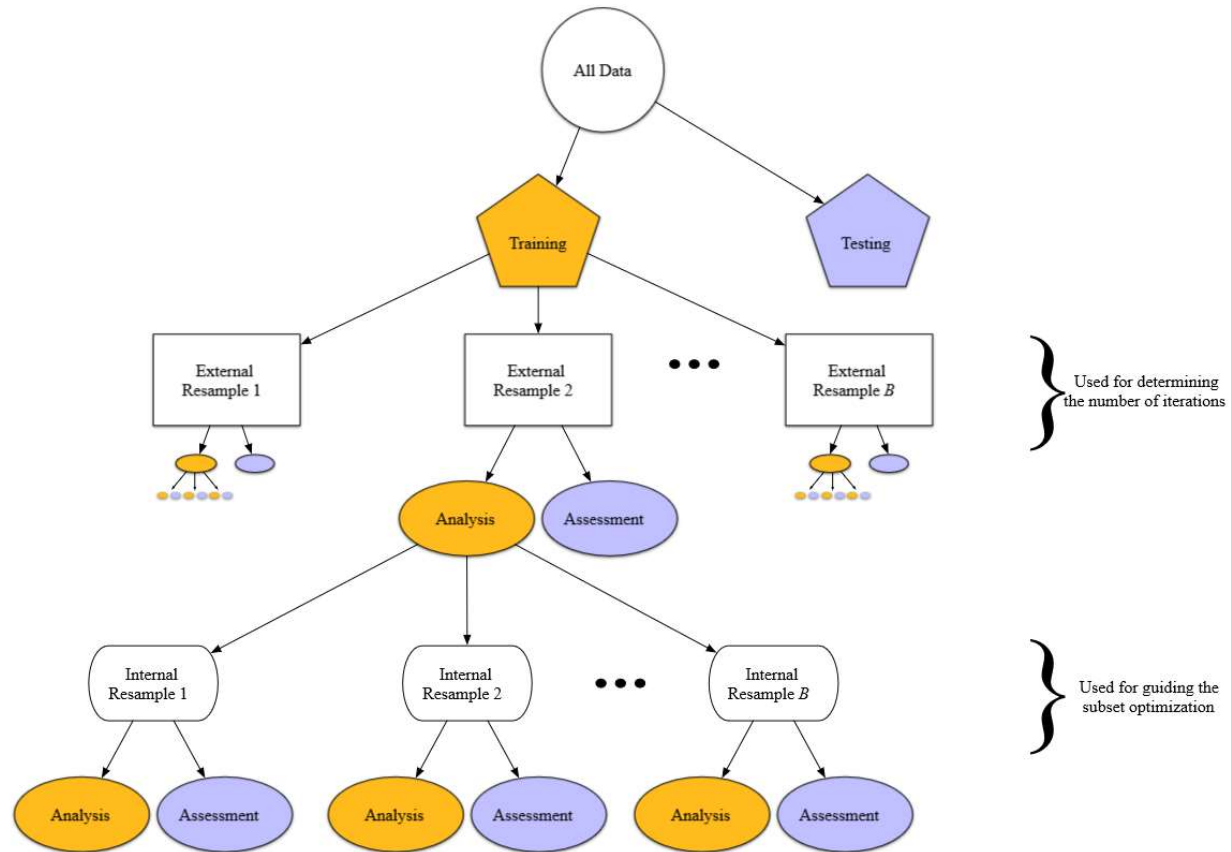 All Data
Training
Testing
External
Resample 1
External
Resample 2
External
Resample B
Used for determining
the number of iterations
Analysis
Assessment
Internal
Resample 1
Internal
Resample 2
Internal
Resample B
Used for guiding the
subset optimization
Analysis
Assessment
Analysis
Assessment
Analysis
Assessment